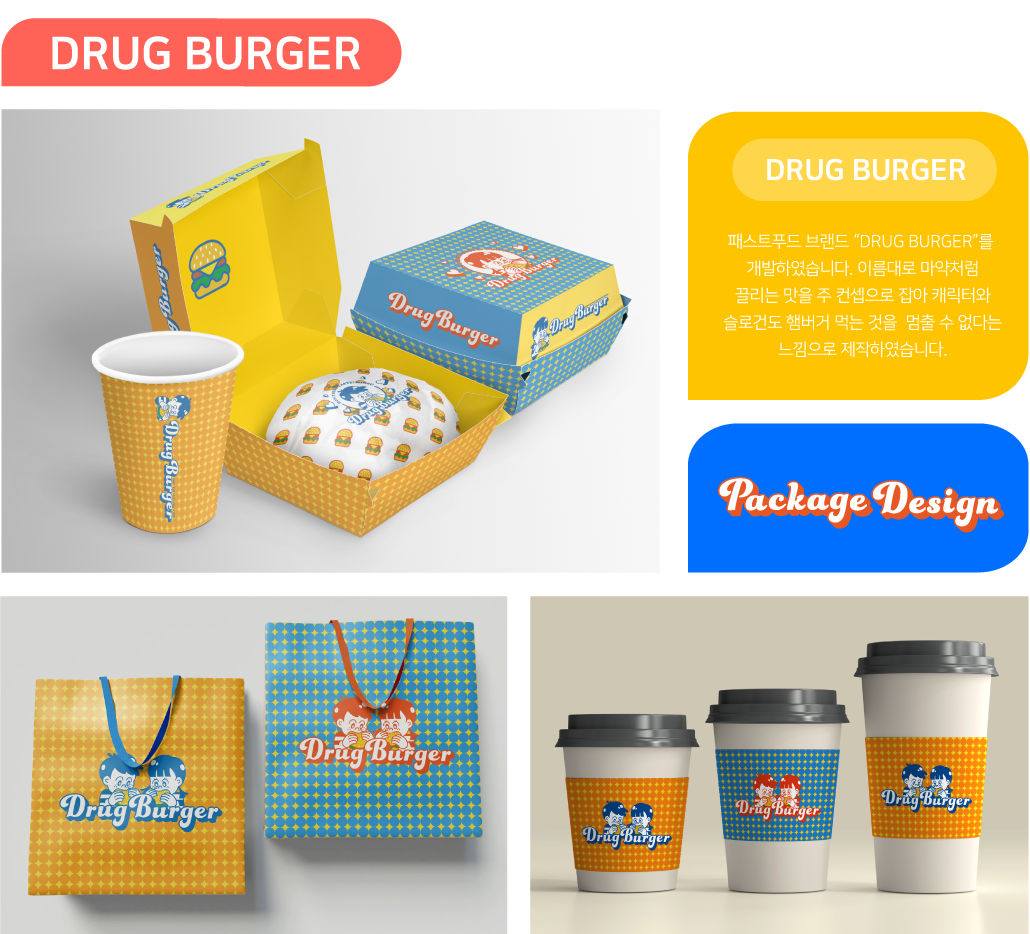 DRUG BURGER
DRUG BURGER
패스트푸드 브랜드 “DRUG BURGER”를
개발하였습니다. 이름대로 마약처럼
끌리는 맛을 주 컨셉으로 잡아 캐릭터와
슬로건도 햄버거 먹는 것을  멈출 수 없다는
느낌으로 제작하였습니다.
Drug Burger
Drug Burger
Drug Burger
Drug Burger
Drug Burger
Drug Burger
Package Design
Drug Burger
Drug Burger
Drug Burger
Drug Burger
Drug Burger